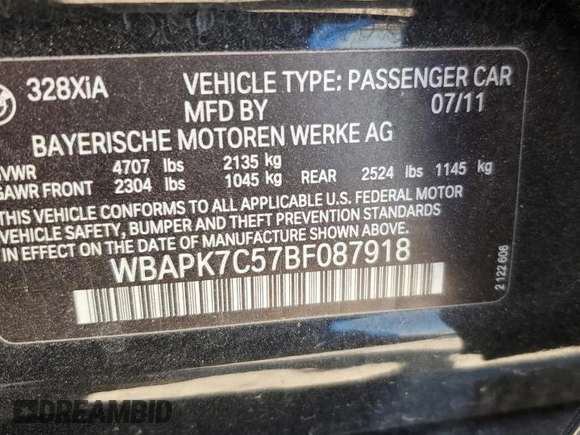 328XiA VEHICLE TYPE: PASSENGER CAR
MFD BY 07/11
BAYERISCHE MOTOREN WERKE AG
VWR 4707 lbs 2135 kg
GAWR FRONT 2304 lbs 1045 kg REAR 2524 lbs 1145 kg
THIS VEHICLE CONFORMS TO ALL APPLICABLE U.S. FEDERAL MOTOR
VEHICLE SAFETY, BUMPER AND THEFT PREVENTION STANDARDS
IN EFFECT ON THE DATE OF MANUFACTURE SHOWN ABOVE.
WBAPK7C57BF087918
2 122 606
DREAMBID